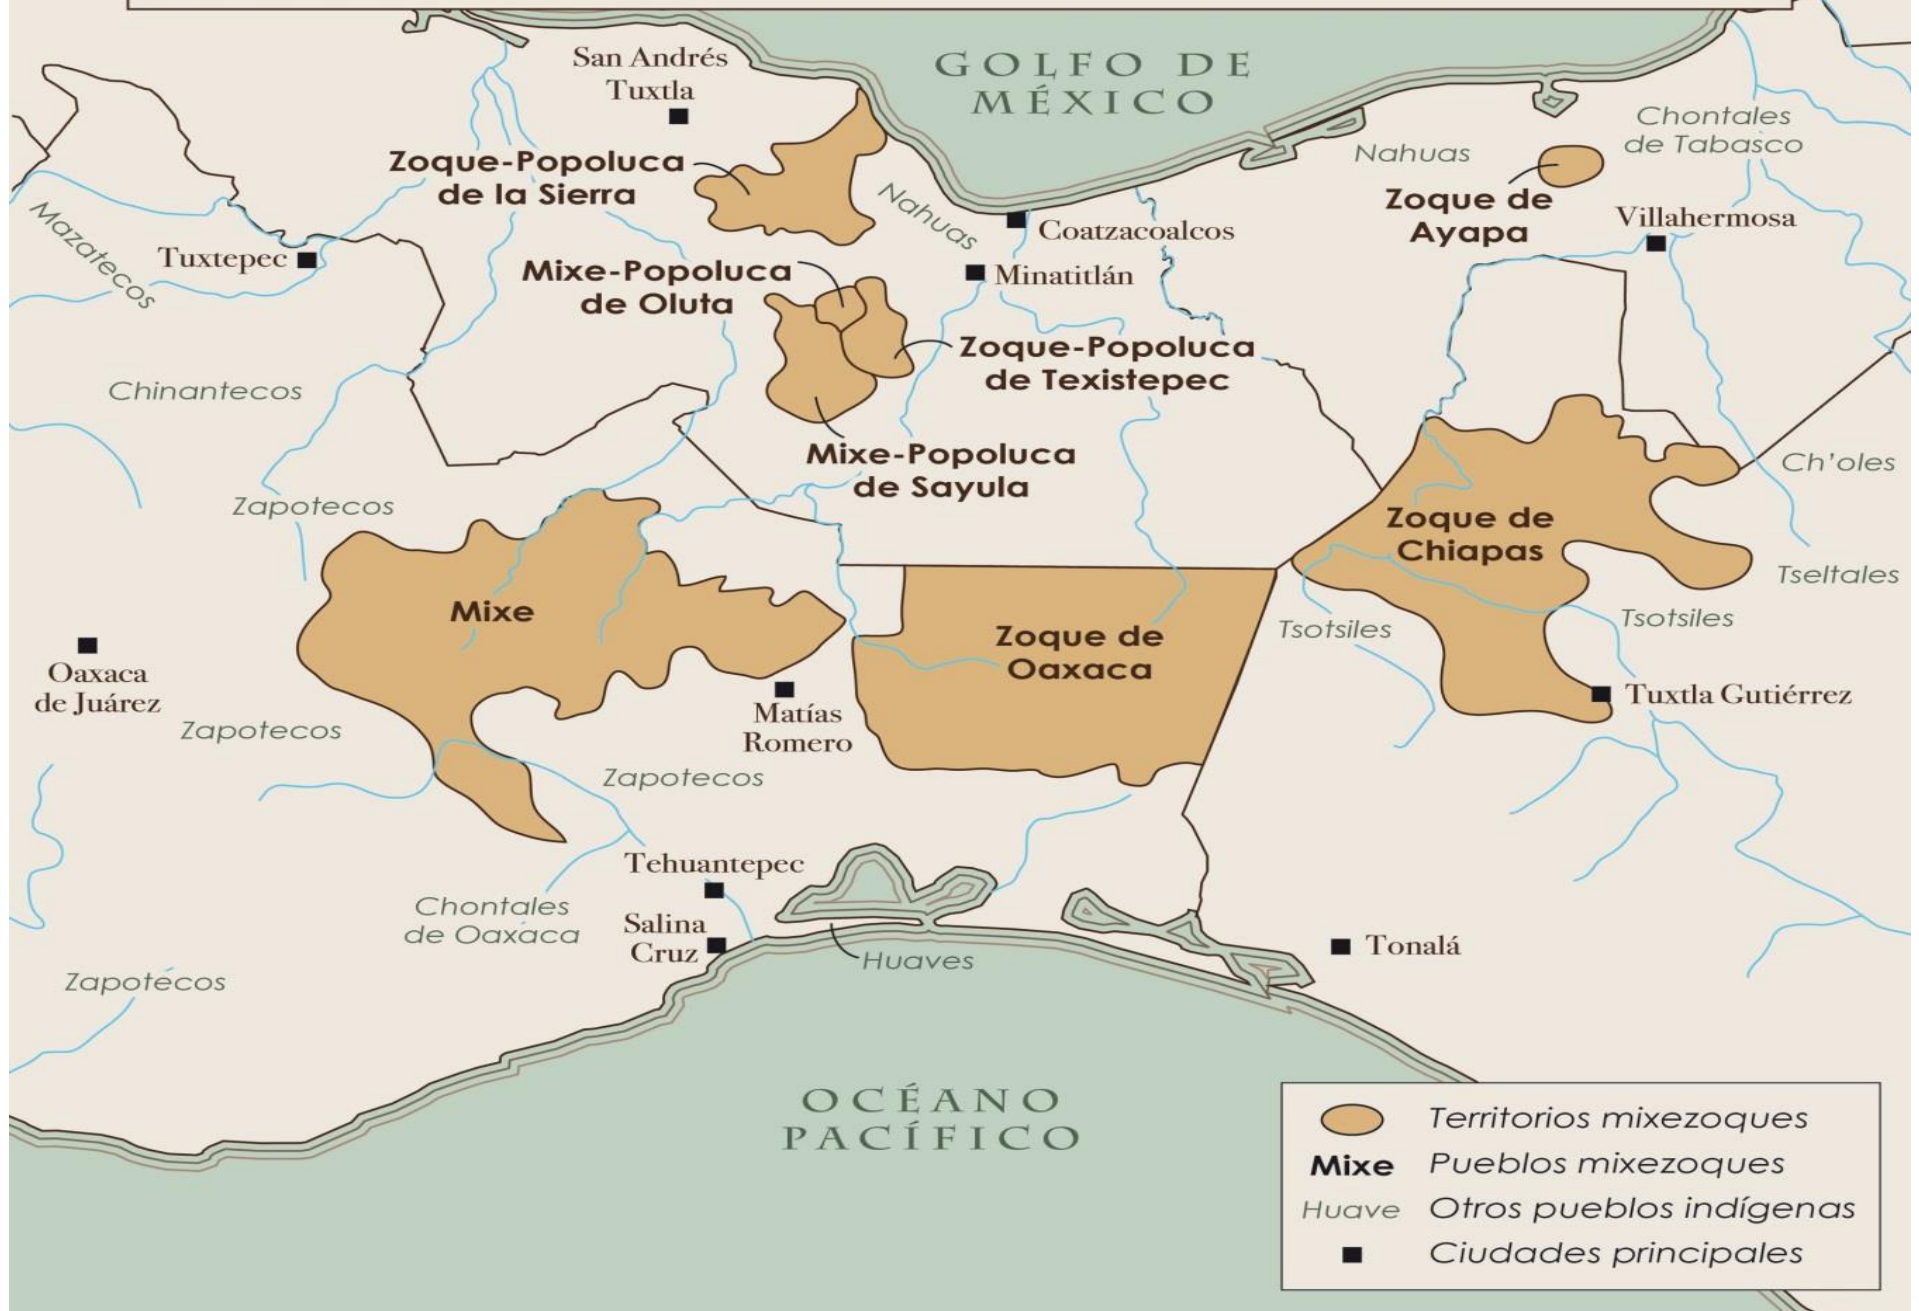 GOLFO DE
MÉXICO
San Andrés
Tuxtla
Chontales
de Tabasco
Nahuas
Zoque-Popoluca
de la Sierra
Zoque de
Ayapa
Villahermosa
Nahuas
Mazatecos
Tuxtepec
Coatzacoalcos
Mixe-Popoluca
de Oluta
Minatitlán
Zoque-Popoluca
de Texistepec
Chinantecos
Mixe-Popoluca
de Sayula
Ch'oles
Zapotecos
Zoque de
Chiapas
Tseltales
Mixe
Zoque de
Oaxaca
Tsotsiles
Tsotsiles
Oaxaca
de Juárez
Tuxtla Gutiérrez
Matías
Romero
Zapotecos
Zapotecos
Tehuantepec
Chontales
de Oaxaca
Salina
Cruz
Huaves
Tonalá
Zapotecos
OCÉANO
PACÍFICO
Territorios mixezoques
Mixe Pueblos mixezoques
Huave Otros pueblos indígenas
Ciudades principales